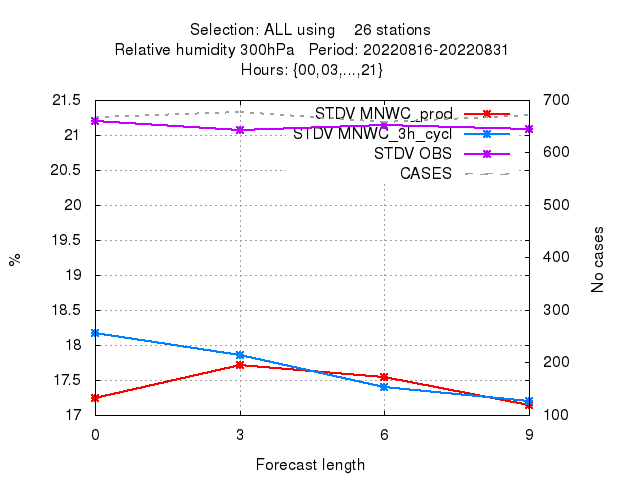 Selection: ALL using    26 stations
Relative humidity 300hPa   Period: 20220816-20220831
Hours: {00,03,...,21}
21.5
21
20.5
20
19.5
19
18.5
18
17.5
17
700
600
500
400
300
200
100
STDV MNWC_prod
STDV MNWC_3h_cycl
STDV OBS
CASES
%
No cases
0
3
6
9
Forecast length